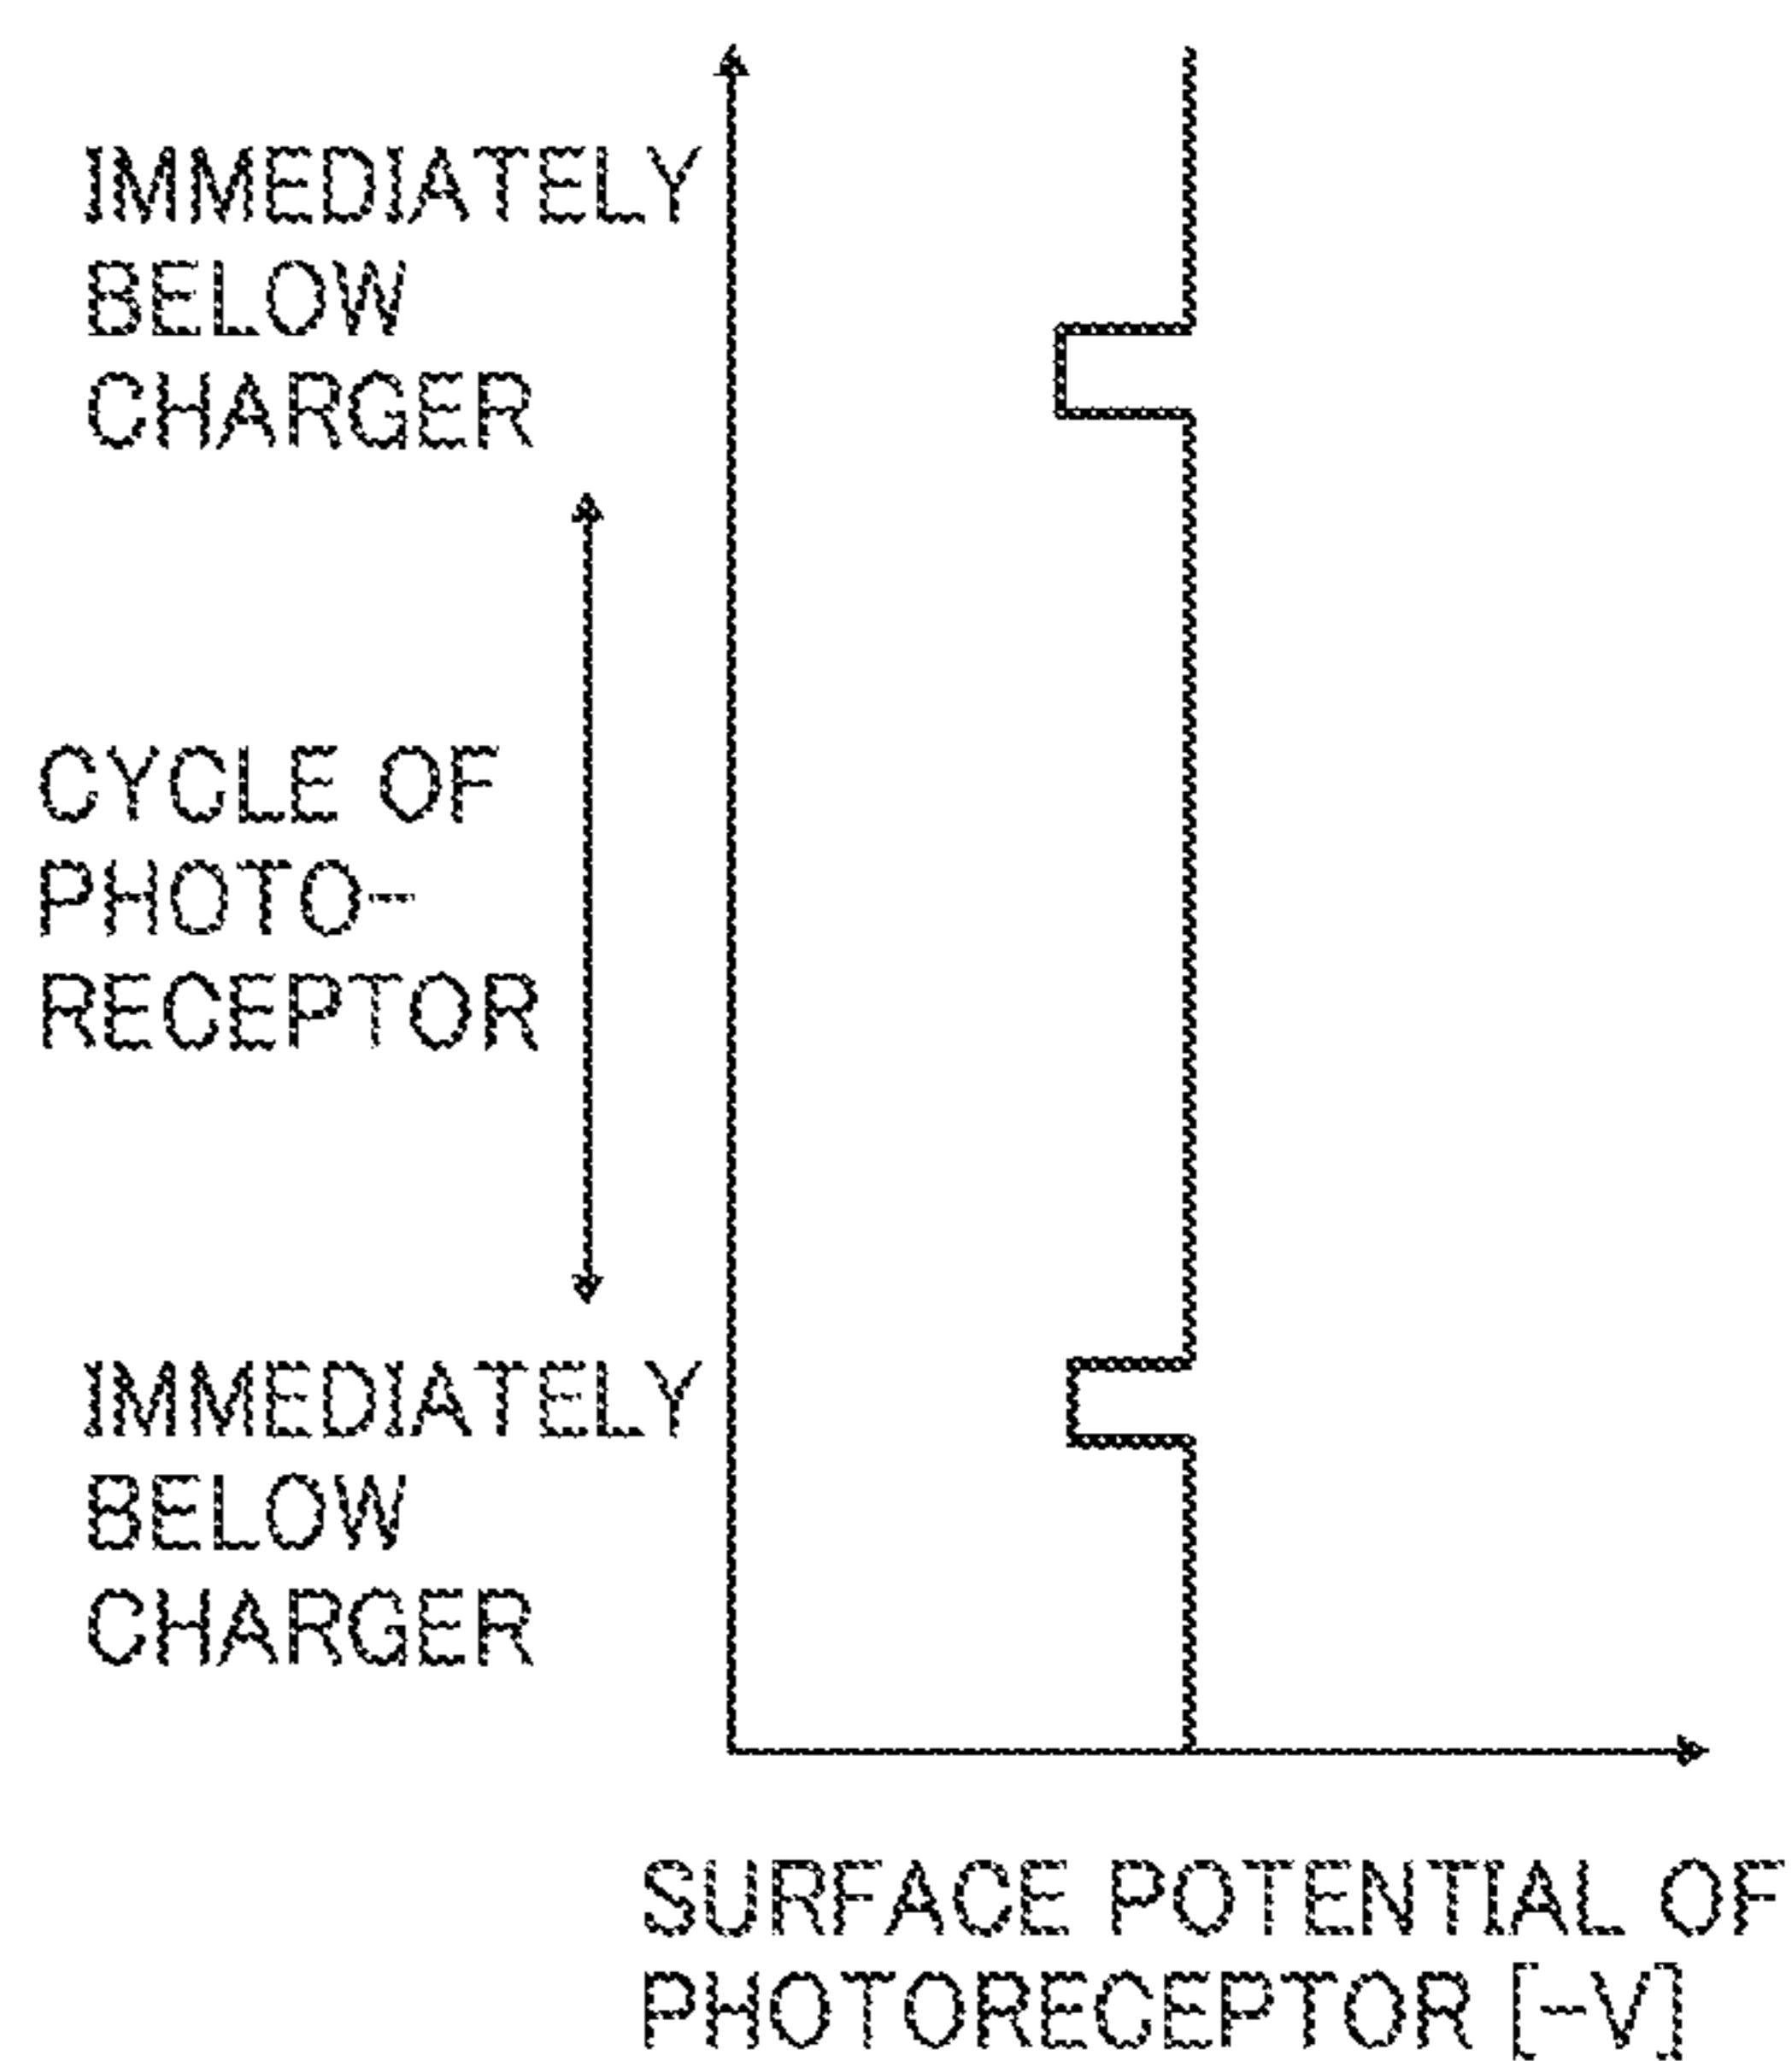 IMMEDIATELY
BELOW
CHARGER
CYCLE OF
PHOTO-
RECEPTOR
IMMEDIATELY
BELOW
CHARGER
SURFACE POTENTIAL OF
PHOTORECEPTOR [-V]